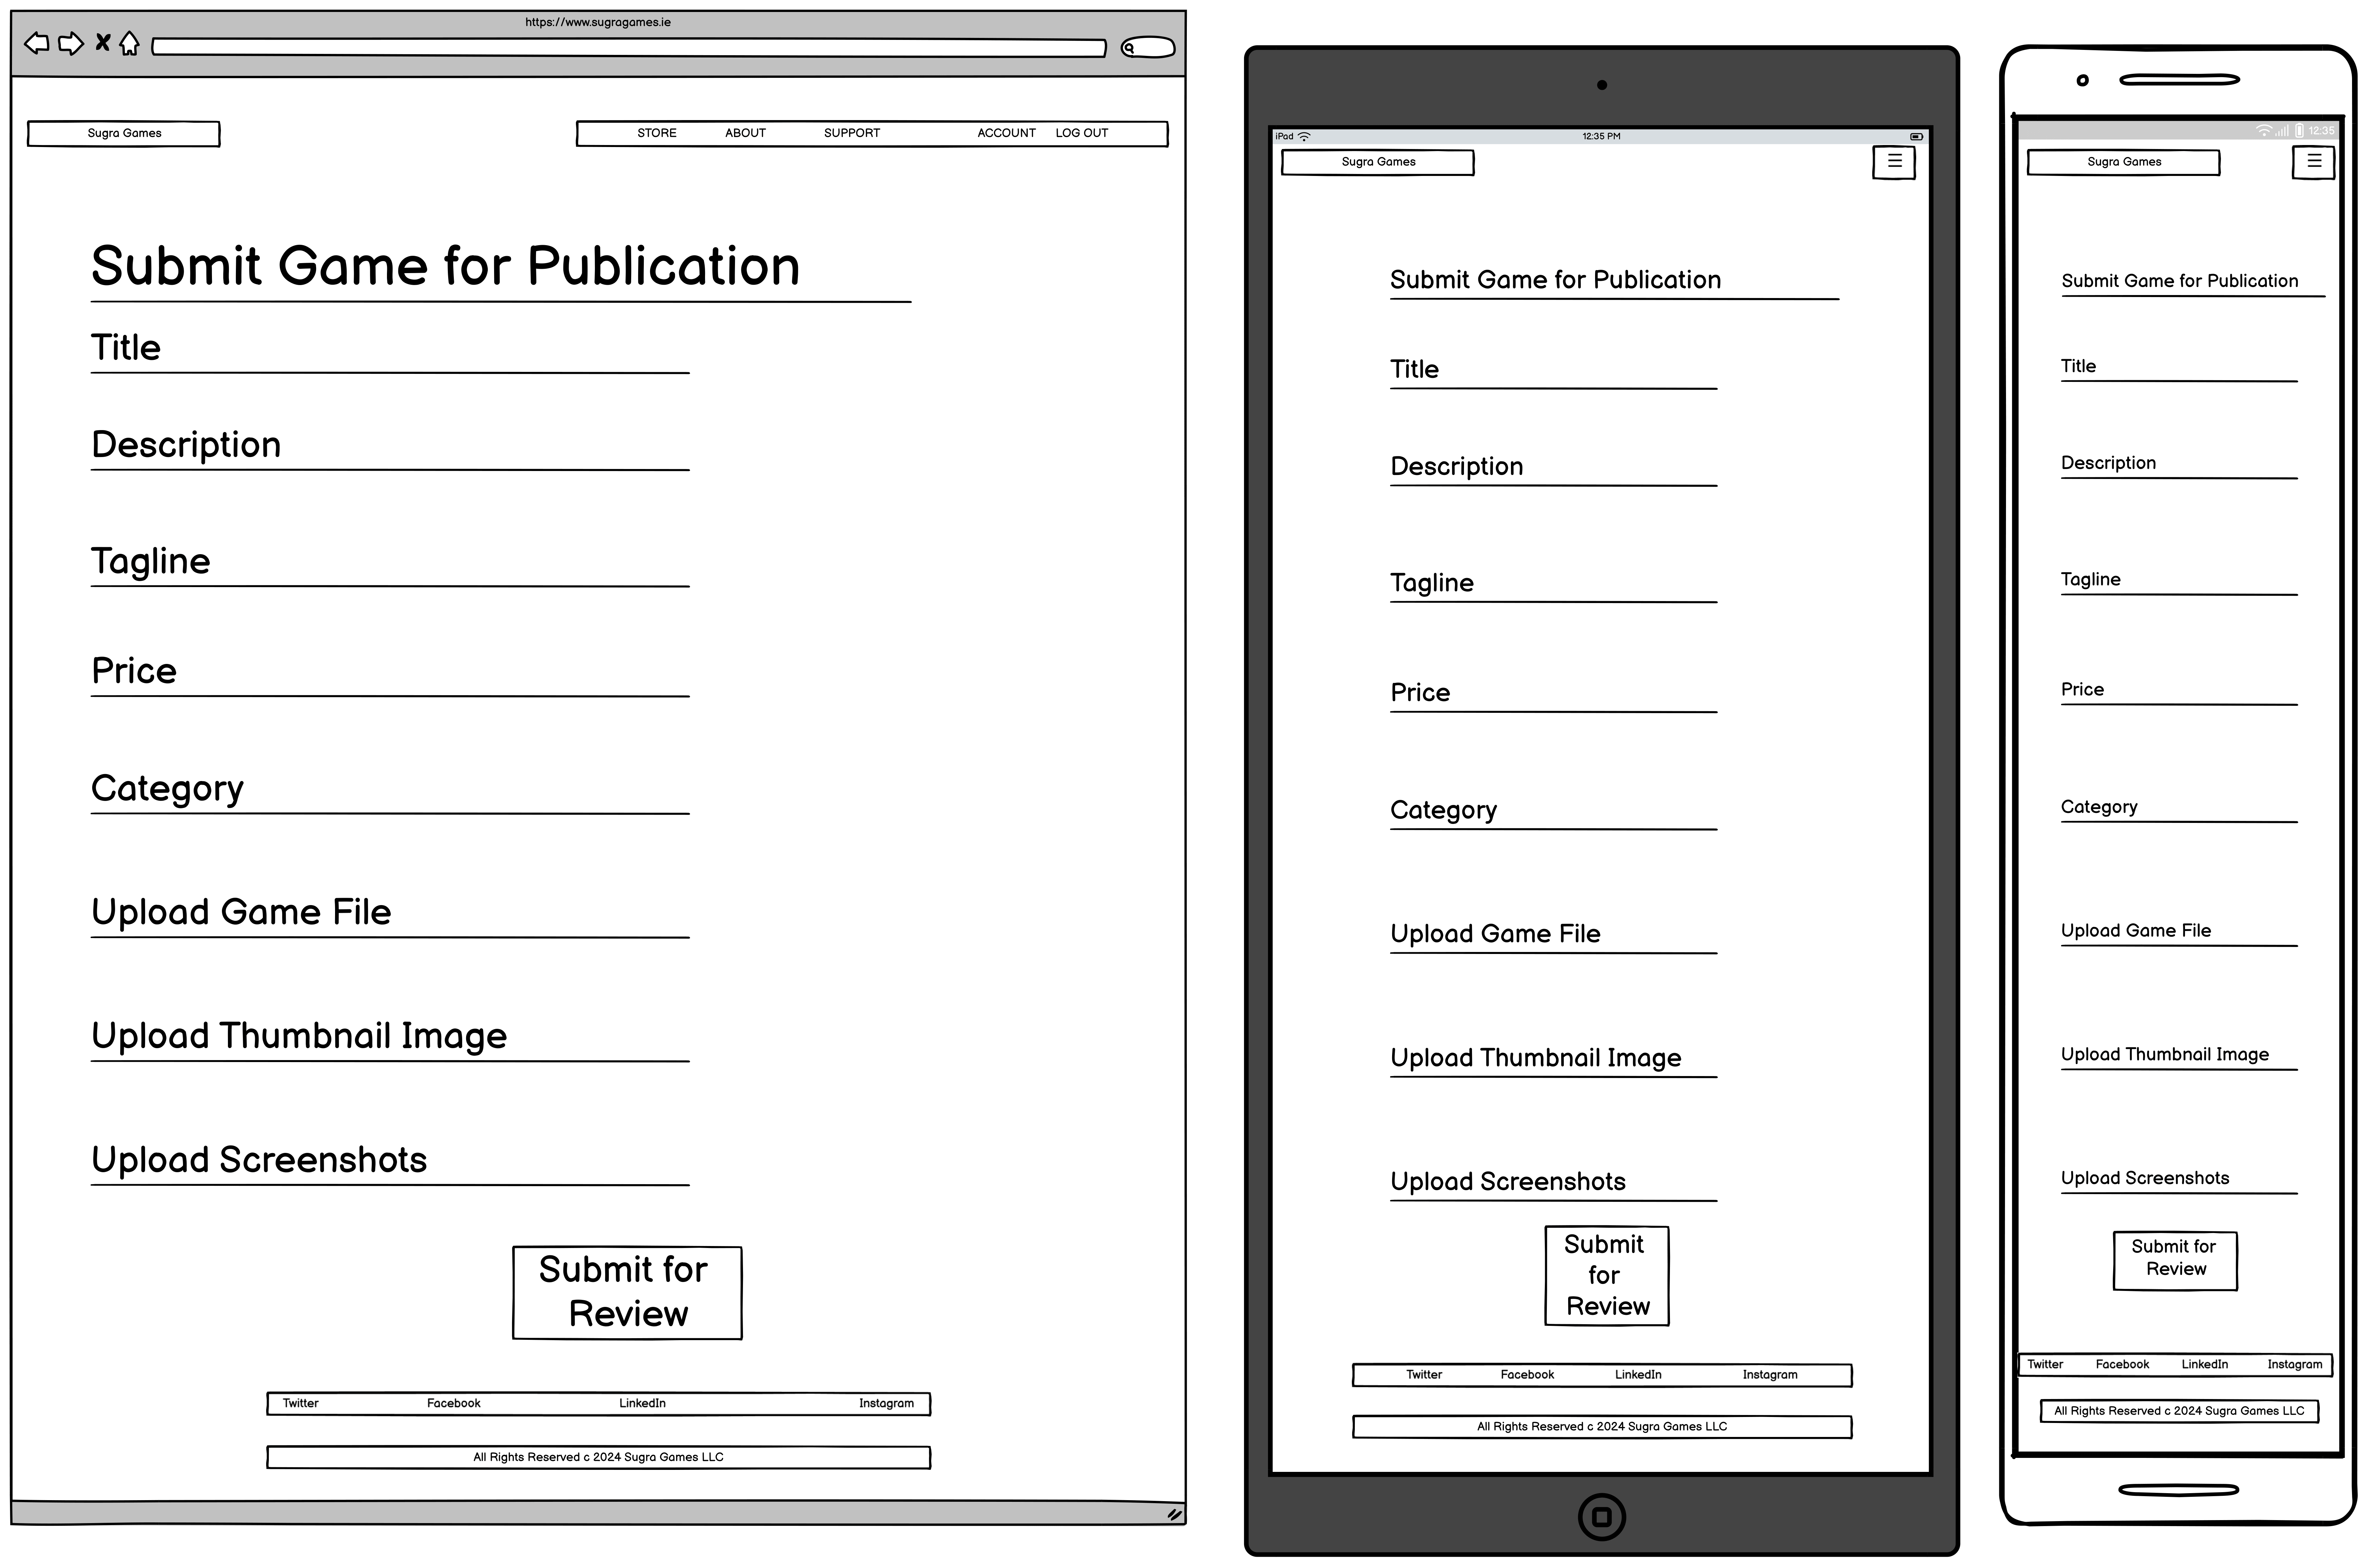 https://www.sugragames.ie
Sugra Games
STORE ABOUT SUPPORT ACCOUNT LOG OUT
Submit Game for Publication
Title
Description
Tagline
Price
Category
Upload Game File
Upload Thumbnail Image
Upload Screenshots
Submit for
Review
Twitter Facebook LinkedIn Instagram
All Rights Reserved c 2024 Sugra Games LLC
iPad 12:35 PM
Sugra Games
Submit Game for Publication
Title
Description
Tagline
Price
Category
Upload Game File
Upload Thumbnail Image
Upload Screenshots
Submit
for
Review
Twitter Facebook LinkedIn Instagram
All Rights Reserved c 2024 Sugra Games LLC
12:35
Sugra Games
Submit Game for Publication
Title
Description
Tagline
Price
Category
Upload Game File
Upload Thumbnail Image
Upload Screenshots
Submit for
Review
Twitter Facebook LinkedIn Instagram
All Rights Reserved c 2024 Sugra Games LLC